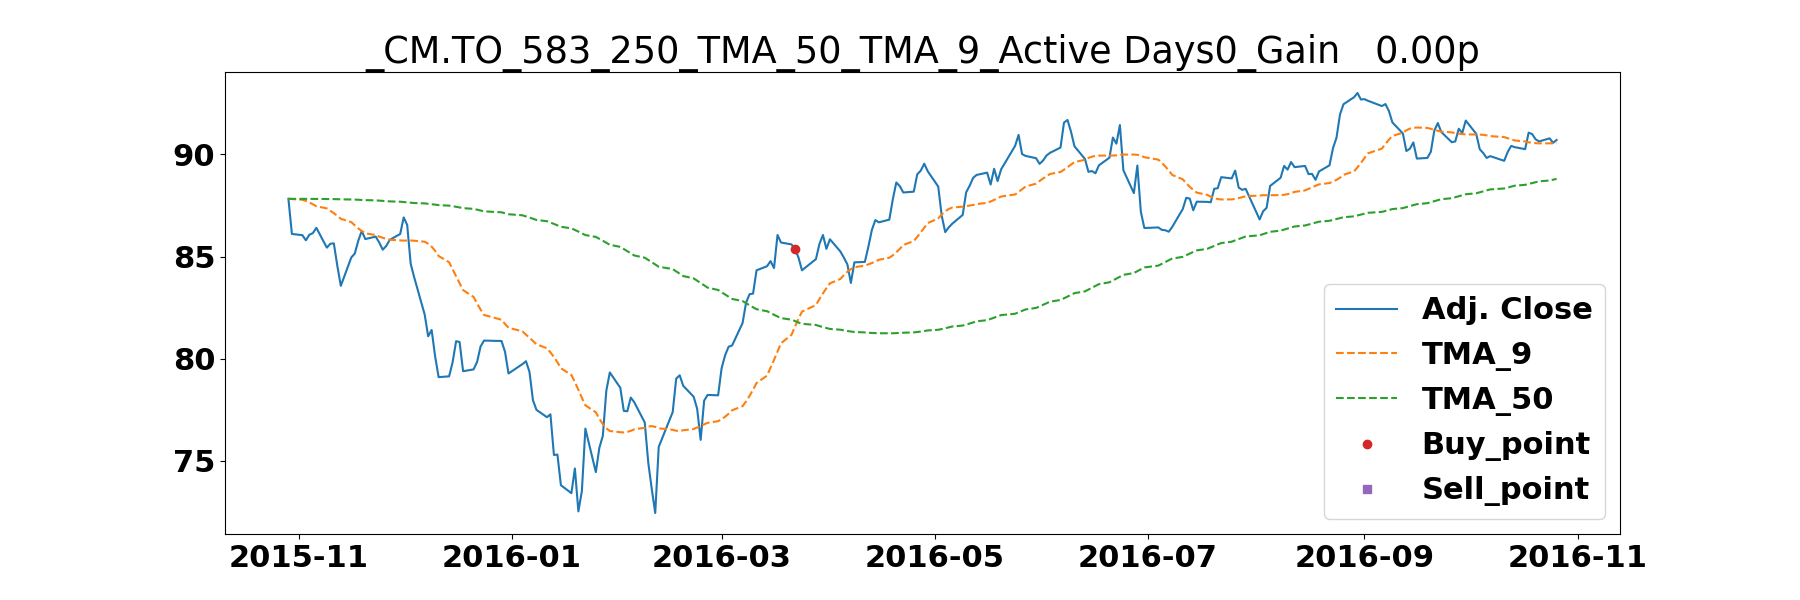 _CM.TO_583_250_TMA_50_TMA_9_Active Days0_Gain   0.00p
90
85
80
75
Adj. Close
TMA_9
TMA_50
Buy_point
Sell_point
2015-11 2016-01 2016-03 2016-05 2016-07 2016-09 2016-11